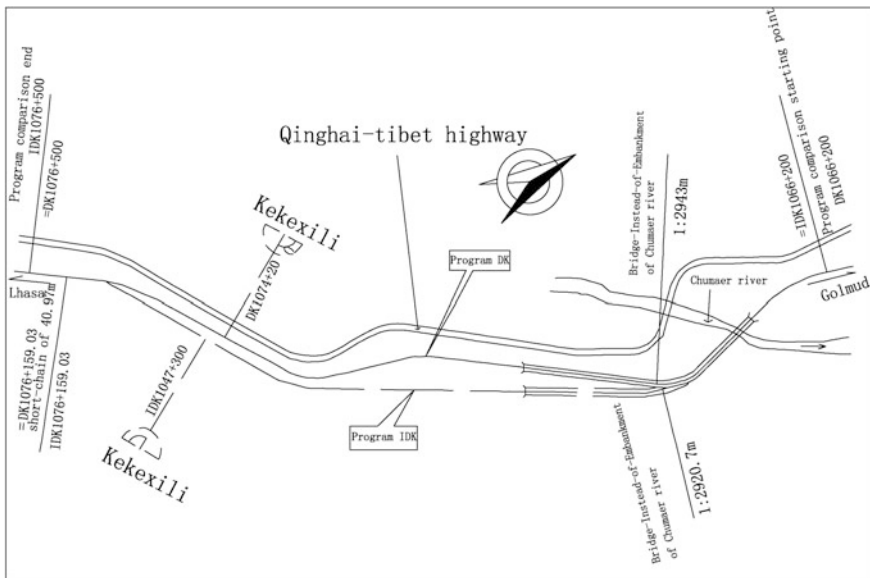 Program comparison end
IDK1076+500
=DK1076+500
Lhasa
=DK1076+159.03
short-chain of 40.97m
IDK1076+159.03
Qinghai-tibet highway
Kekexili
DK1074+20
IDK1047+300
Kekexili
Program DK
Program IDK
Bridge-Instead-of-Embankment
of Chumaer river
1:2943m
Chumaer river
Bridge-Instead-of-Embankment
of Chumaer river
1:2920.7m
=IDK1066+200
Program comparison starting point
DK1066+200
Golmud